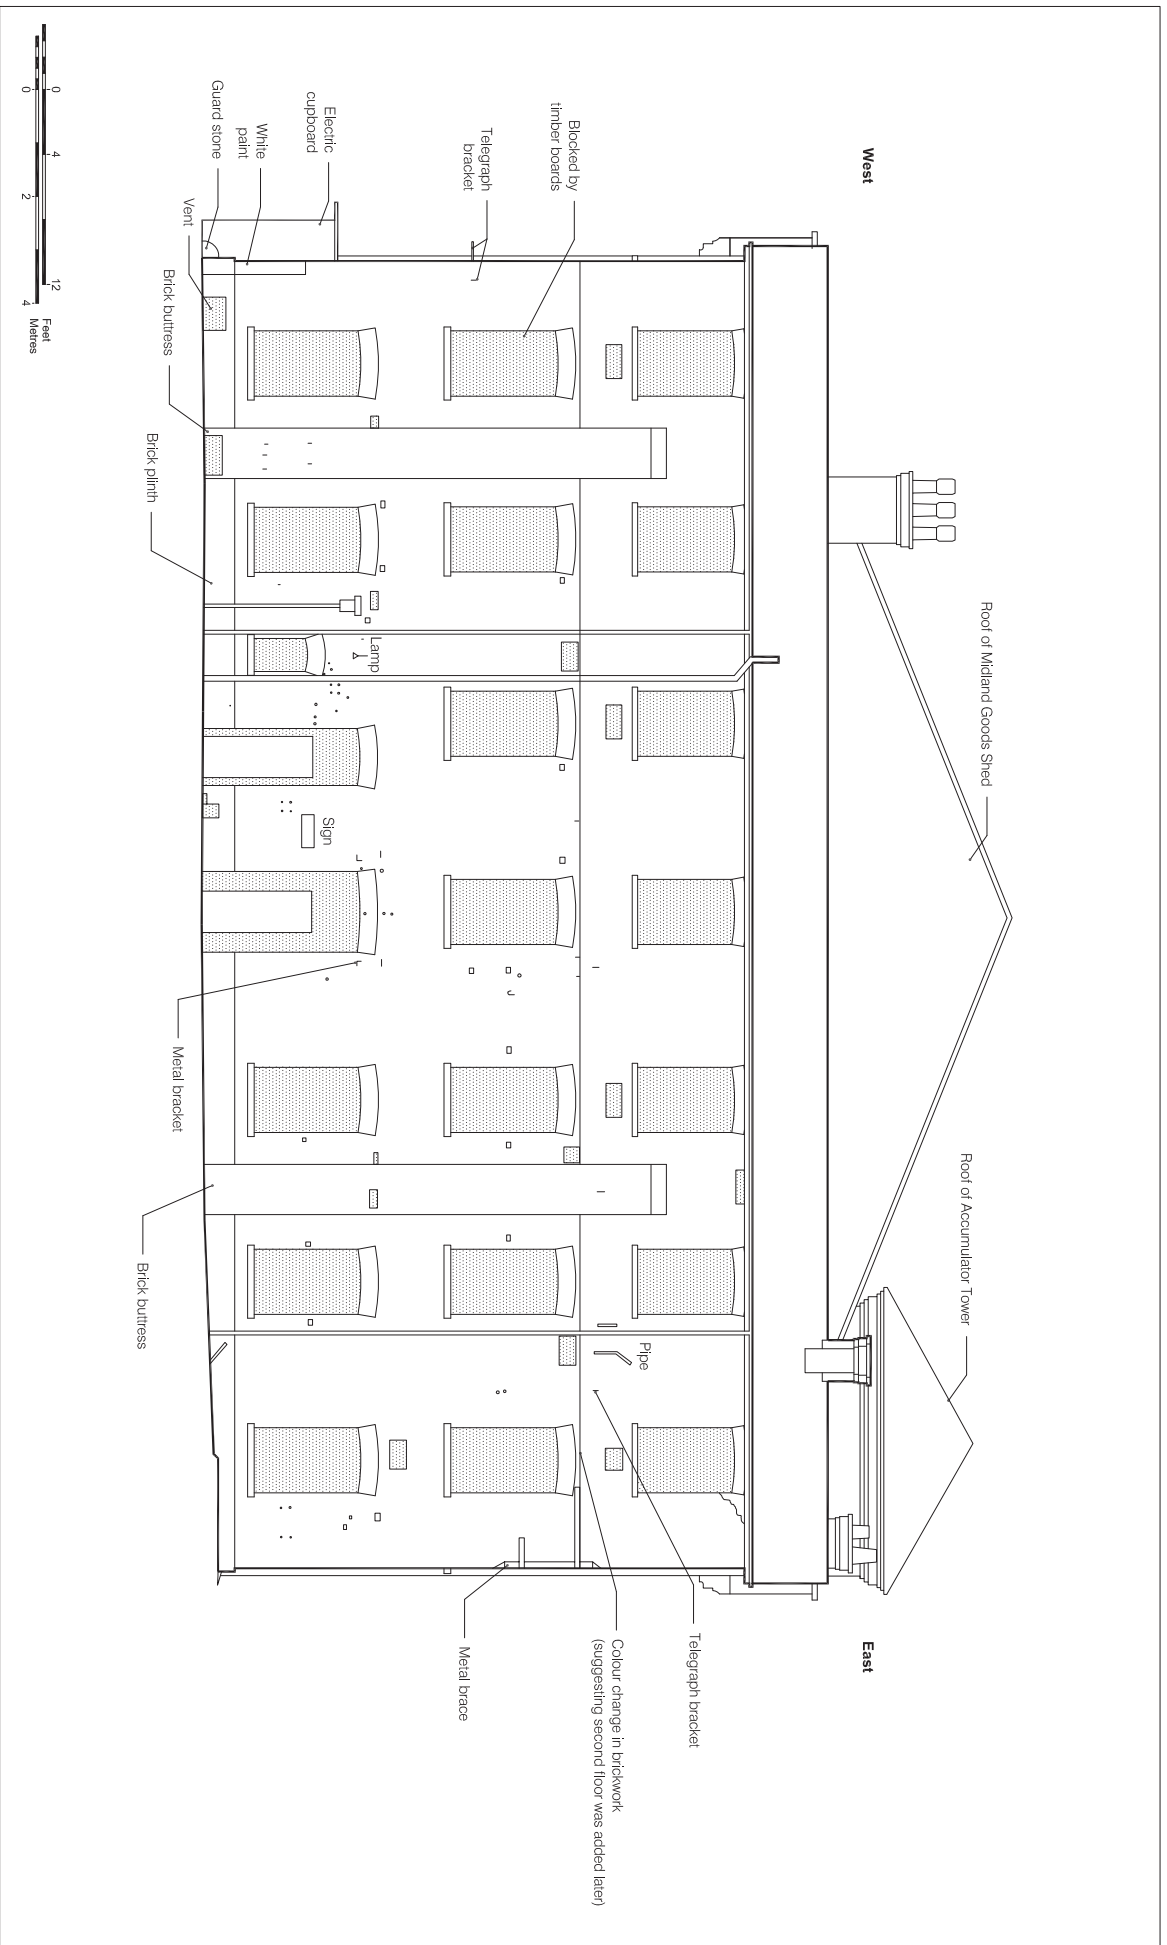 West
East
Roof of Midland Goods Shed
Roof of Accumulator Tower
Blocked by
timber boards
Telegraph
bracket
Electric
cupboard
White
paint
Guard stone
Vent
Brick buttress
Brick plinth
Lamp
Sign
Metal bracket
Brick buttress
Pipe
Telegraph bracket
Colour change in brickwork
(suggesting second floor was added later)
Metal brace
0 4 12 Feet
0 2 4 Metres